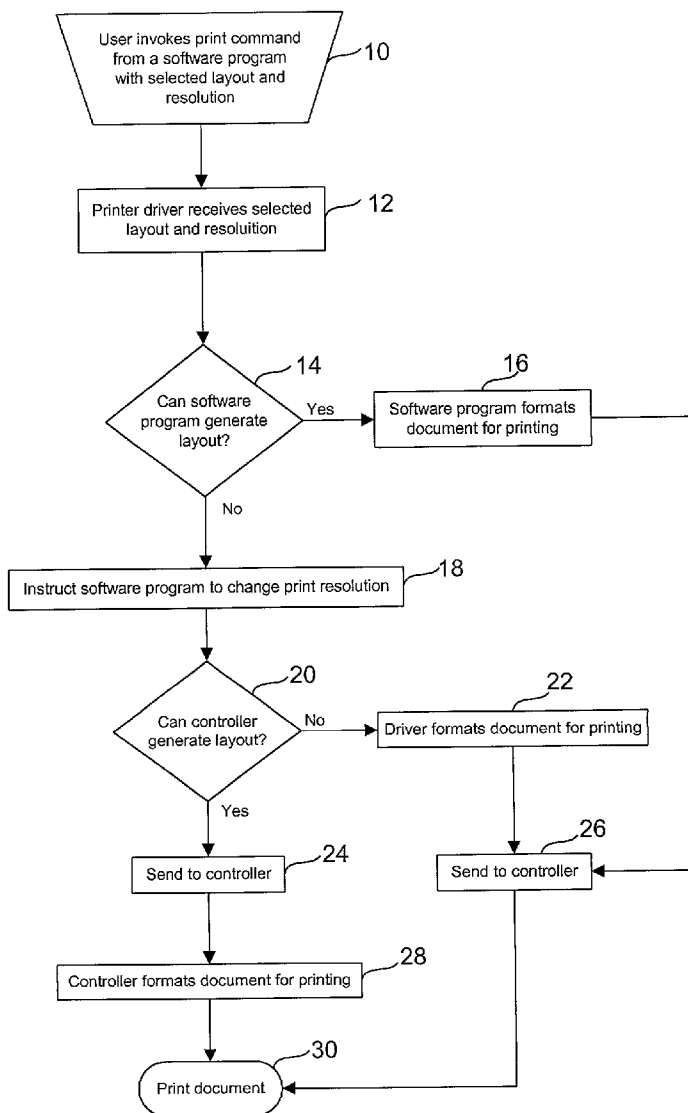 User invokes print command
from a software program
with selected layout and
resolution
10
Printer driver receives selected
layout and resoluition
12
14
Can software
program generate
layout?
Yes
16
Software program formats
document for printing
No
Instruct software program to change print resolution
18
20
Can controller
generate layout?
No
22
Driver formats document for printing
Yes
24
Send to controller
26
Send to controller
Controller formats document for printing
28
30
Print document